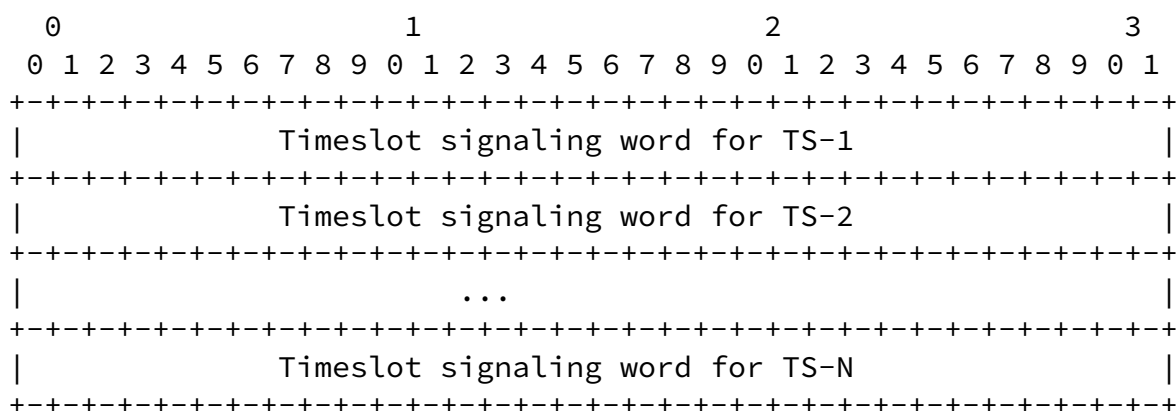 0                   1                   2                   3
 0 1 2 3 4 5 6 7 8 9 0 1 2 3 4 5 6 7 8 9 0 1 2 3 4 5 6 7 8 9 0 1
+-+-+-+-+-+-+-+-+-+-+-+-+-+-+-+-+-+-+-+-+-+-+-+-+-+-+-+-+-+-+-+-+
|              Timeslot signaling word for TS-1                 |
+-+-+-+-+-+-+-+-+-+-+-+-+-+-+-+-+-+-+-+-+-+-+-+-+-+-+-+-+-+-+-+-+
|              Timeslot signaling word for TS-2                 |
+-+-+-+-+-+-+-+-+-+-+-+-+-+-+-+-+-+-+-+-+-+-+-+-+-+-+-+-+-+-+-+-+
|                        ...                                    |
+-+-+-+-+-+-+-+-+-+-+-+-+-+-+-+-+-+-+-+-+-+-+-+-+-+-+-+-+-+-+-+-+
|              Timeslot signaling word for TS-N                 |
+-+-+-+-+-+-+-+-+-+-+-+-+-+-+-+-+-+-+-+-+-+-+-+-+-+-+-+-+-+-+-+-+